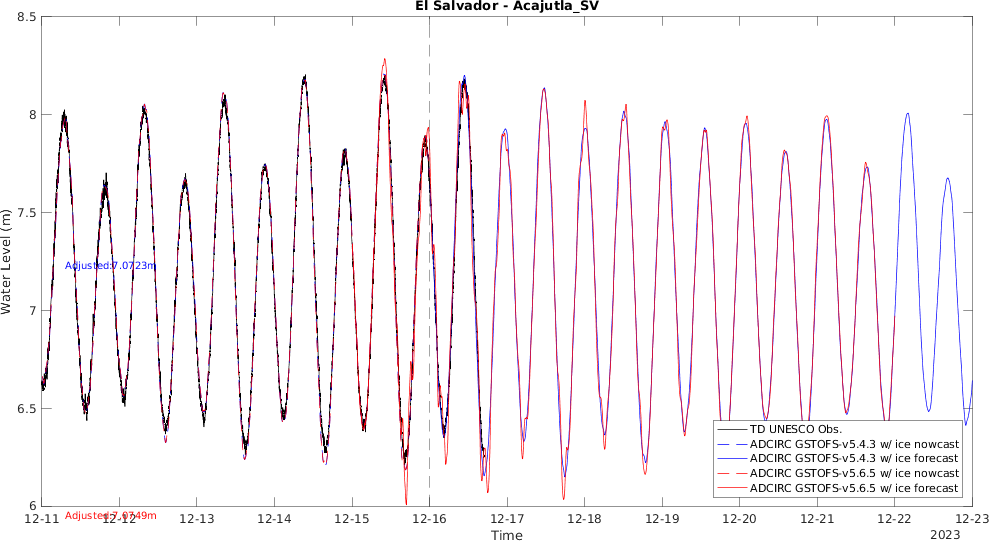 El Salvador - Acajutla_SV
8.5
8
7.5
7
6.5
6
Water Level (m)
Adjusted:7.0723m
Adjusted:7.0749m
TD UNESCO Obs.
ADCIRC GSTOFS-v5.4.3 w/ ice nowcast
ADCIRC GSTOFS-v5.4.3 w/ ice forecast
ADCIRC GSTOFS-v5.6.5 w/ ice nowcast
ADCIRC GSTOFS-v5.6.5 w/ ice forecast
12-11 12-12 12-13 12-14 12-15 12-16 12-17 12-18 12-19 12-20 12-21 12-22 12-23
Time
2023